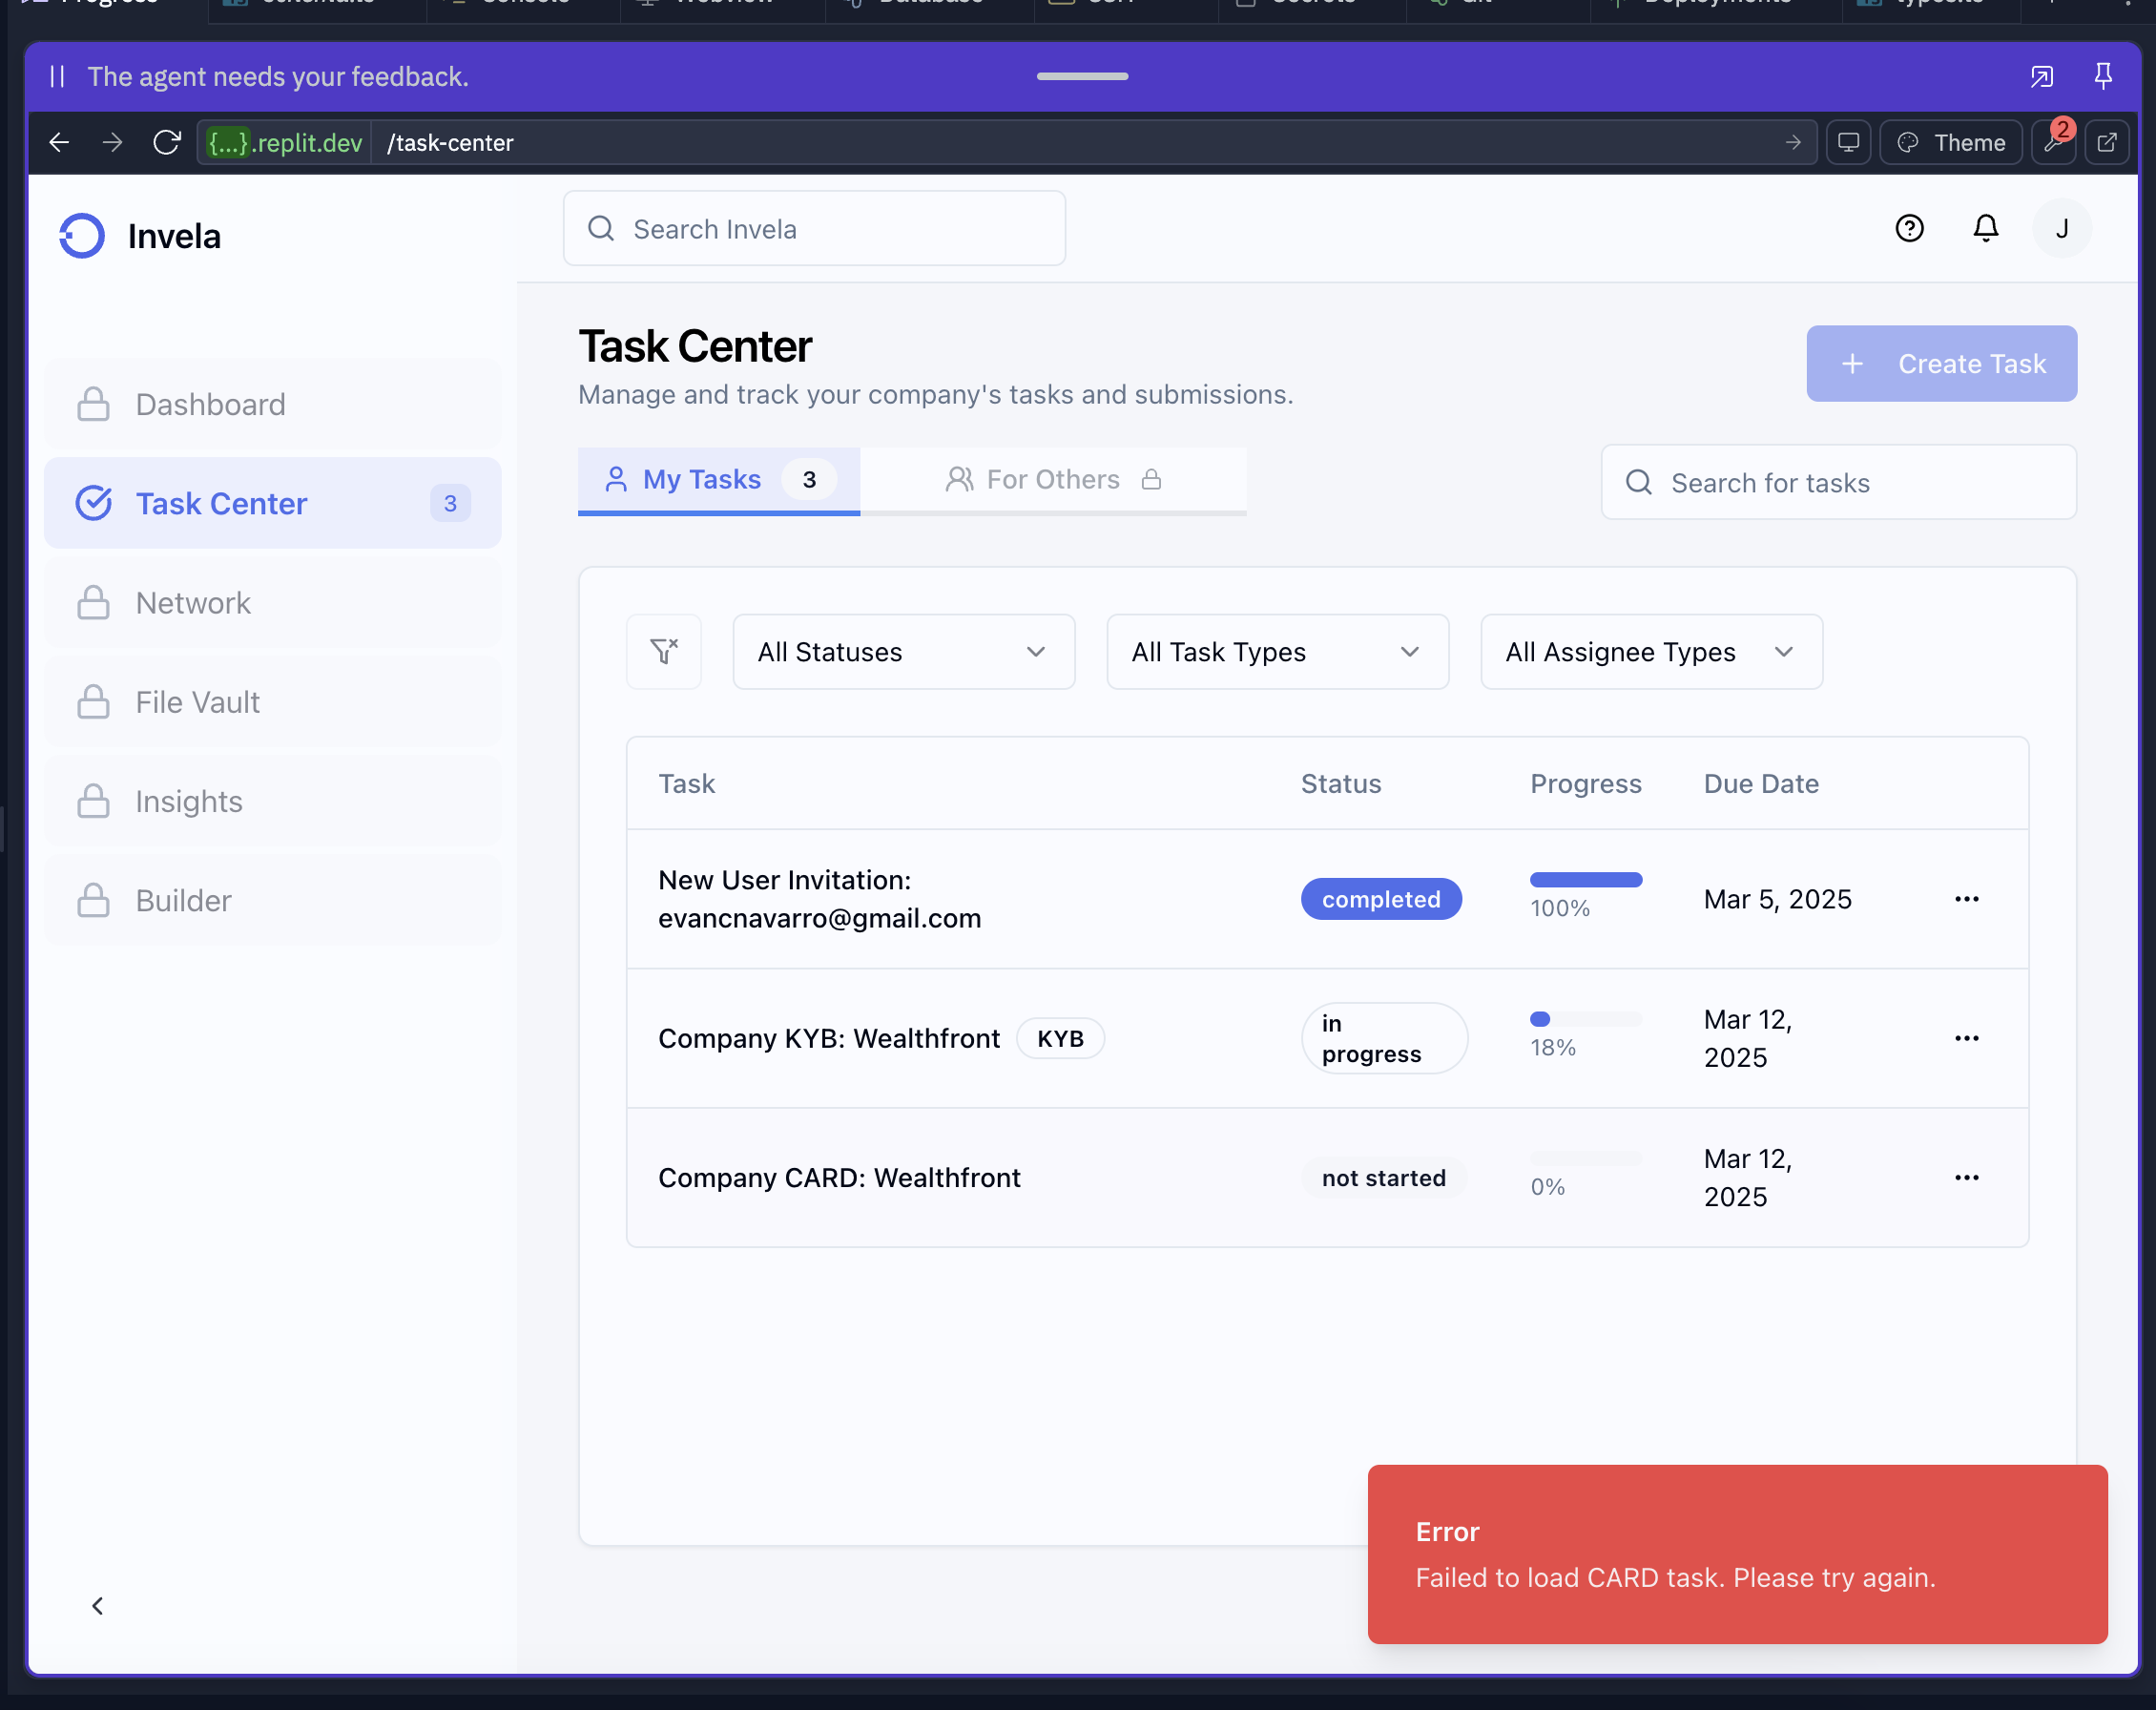 The agent needs your feedback.
{...}.replit.dev /task-center
Theme
2
Invela
Search Invela
J
Dashboard
Task Center 3
Network
File Vault
Insights
Builder
Task Center
Manage and track your company's tasks and submissions.
+ Create Task
My Tasks 3
For Others
Search for tasks
All Statuses
All Task Types
All Assignee Types
Task Status Progress Due Date
New User Invitation:
evancnavarro@gmail.com
completed
100%
Mar 5, 2025
Company KYB: Wealthfront KYB
in
progress
18%
Mar 12,
2025
Company CARD: Wealthfront
not started
0%
Mar 12,
2025
Error
Failed to load CARD task. Please try again.